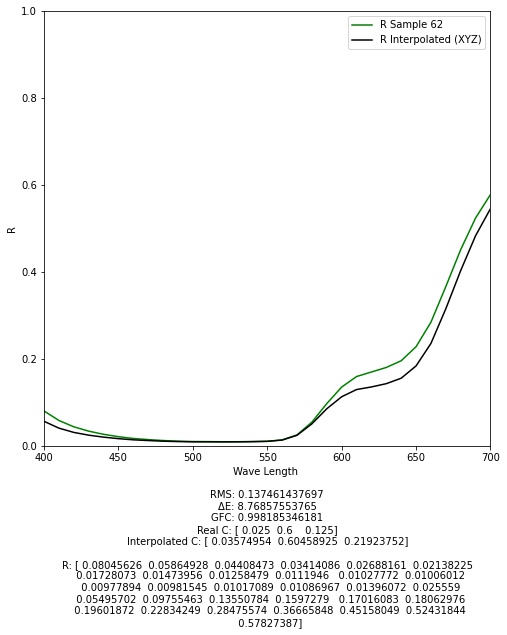 1.0
0.8
0.6
0.4
0.2
0.0
R
R Sample 62
R Interpolated (XYZ)
400 450 500 550 600 650 700
Wave Length
RMS: 0.137461437697
ΔE: 8.76857553765
GFC: 0.998185346181
Real C: [ 0.025 0.6 0.125]
Interpolated C: [ 0.03574954 0.60458925 0.21923752]
R: [ 0.08045626 0.05864928 0.04408473 0.03414086 0.02688161 0.02138225
0.01728073 0.01473956 0.01258479 0.0111946 0.01027772 0.01006012
0.00977894 0.00981545 0.01017089 0.01086967 0.01396072 0.025559
0.05495702 0.09755463 0.13550784 0.1597279 0.17016083 0.18062976
0.19601872 0.22834249 0.28475574 0.36665848 0.45158049 0.52431844
0.57827387]